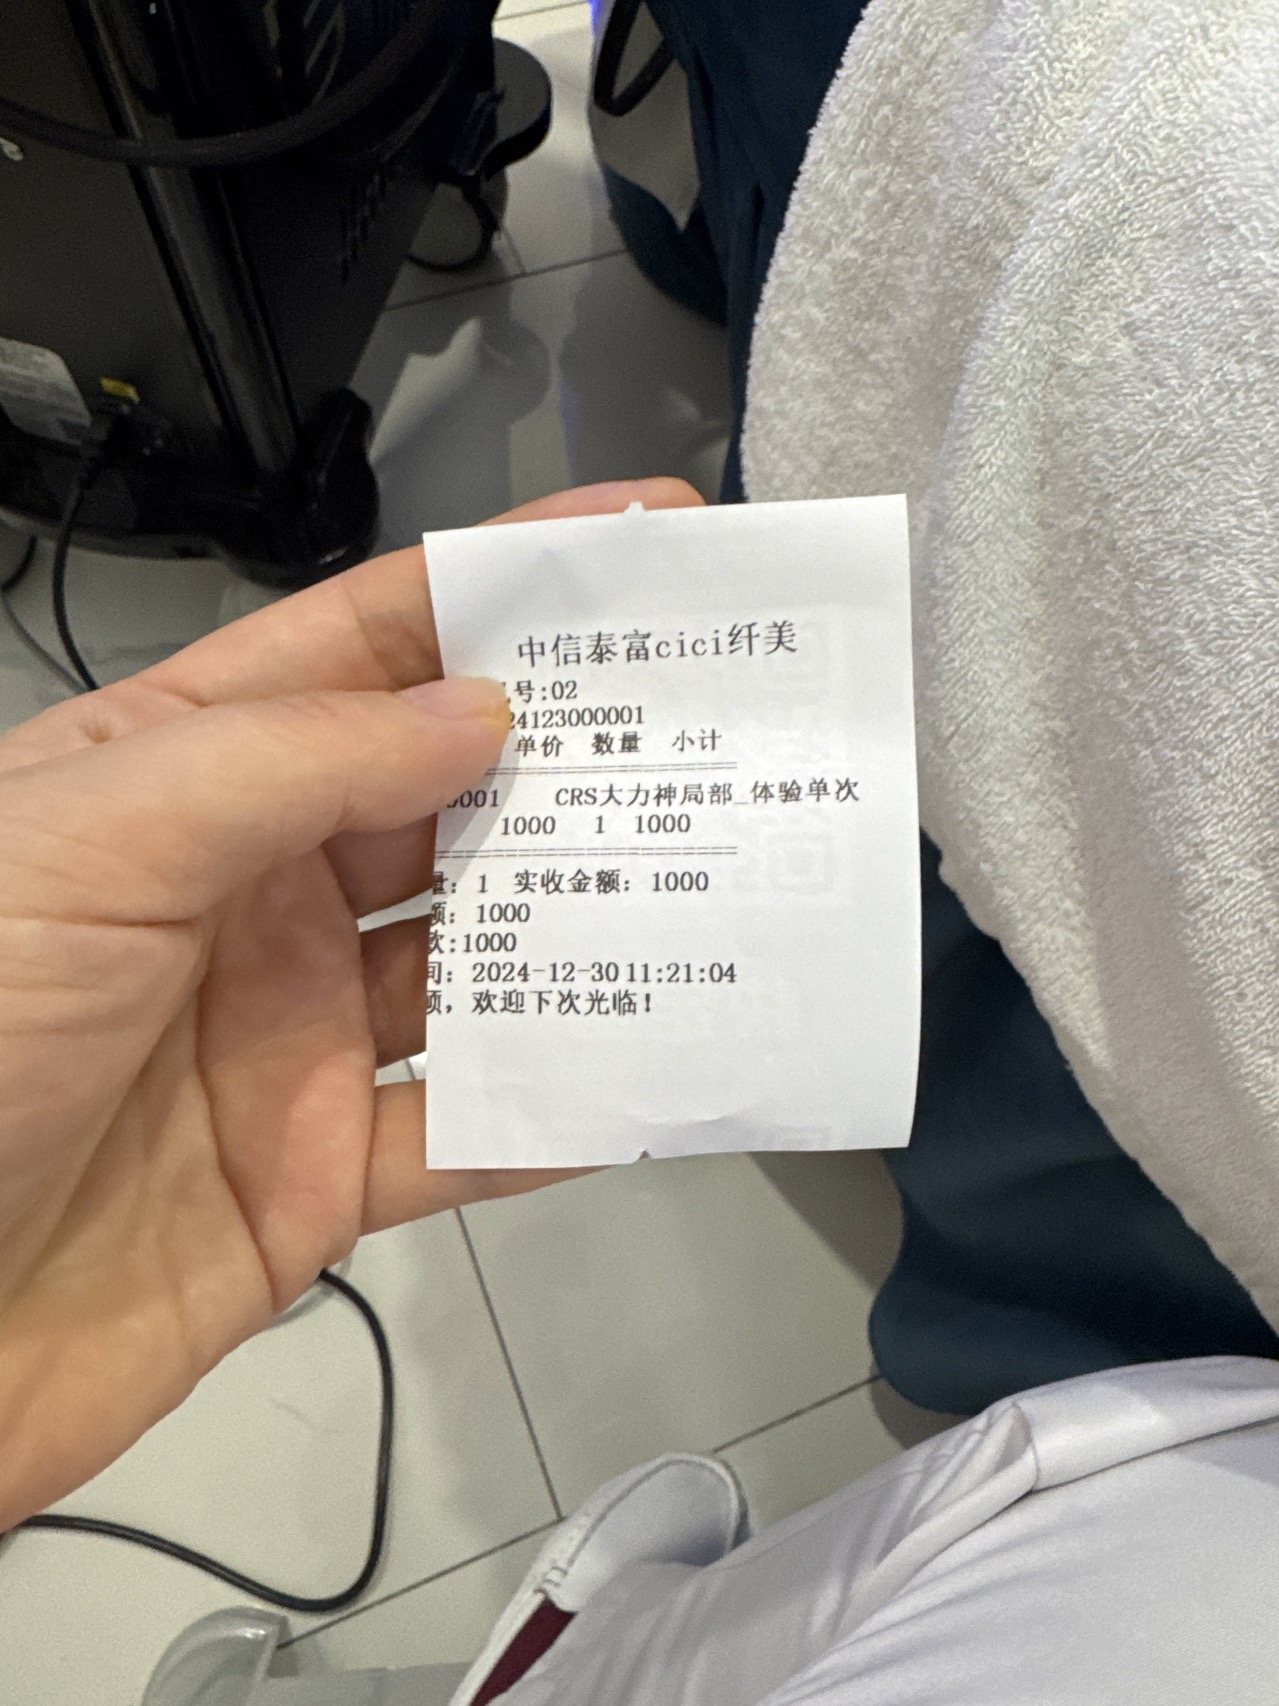 中信泰富cici纤美
号:02
24123000001
单价 数量 小计
0001 CRS大力神局部_体验单次
1000 1 1000
量: 1 实收金额: 1000
额: 1000
款:1000
间: 2024-12-30 11:21:04
顾, 欢迎下次光临!